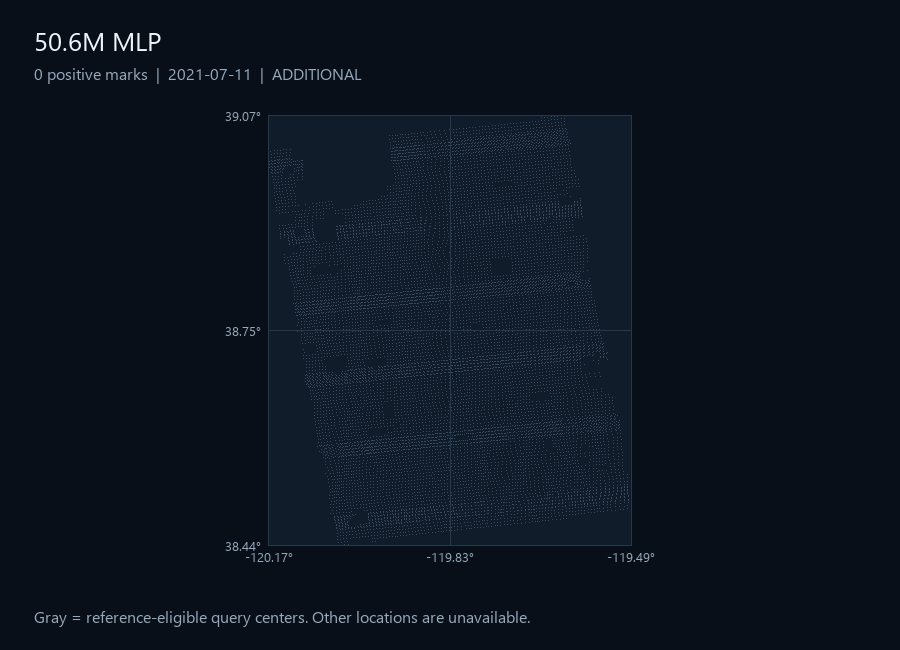 50.6M MLP
0 positive marks | 2021-07-11 | ADDITIONAL
39.07°
38.75°
38.44°
-120.17°
-119.83°
-119.49°
Gray = reference-eligible query centers. Other locations are unavailable.